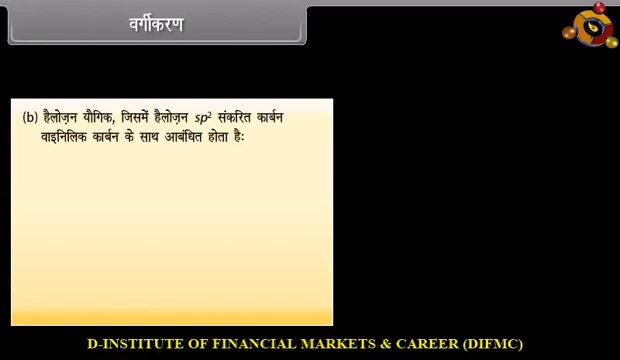 वर्गीकरण
(b) हैलोज़न यौगिक, जिसमें हैलोज़न sp² संकरित कार्बन
वाइनिलिक कार्बन के साथ आबंधित होता है:
D-INSTITUTE OF FINANCIAL MARKETS & CAREER (DIFMC)